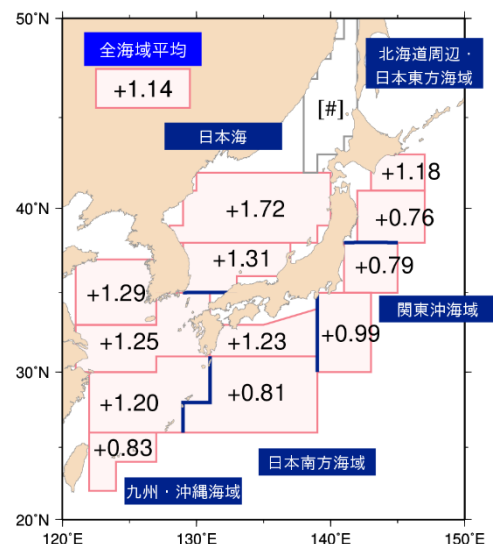 50°N
全海域平均
+1.14
北海道周辺・
日本東方海域
[#]
日本海
+1.18
40°N
+1.72
+0.76
+1.31
+0.79
+1.29
関東沖海域
+1.25
+1.23
+0.99
30°N
+1.20
+0.81
+0.83
日本南方海域
九州・沖縄海域
20°N
120°E
130°E
140°E
150°E